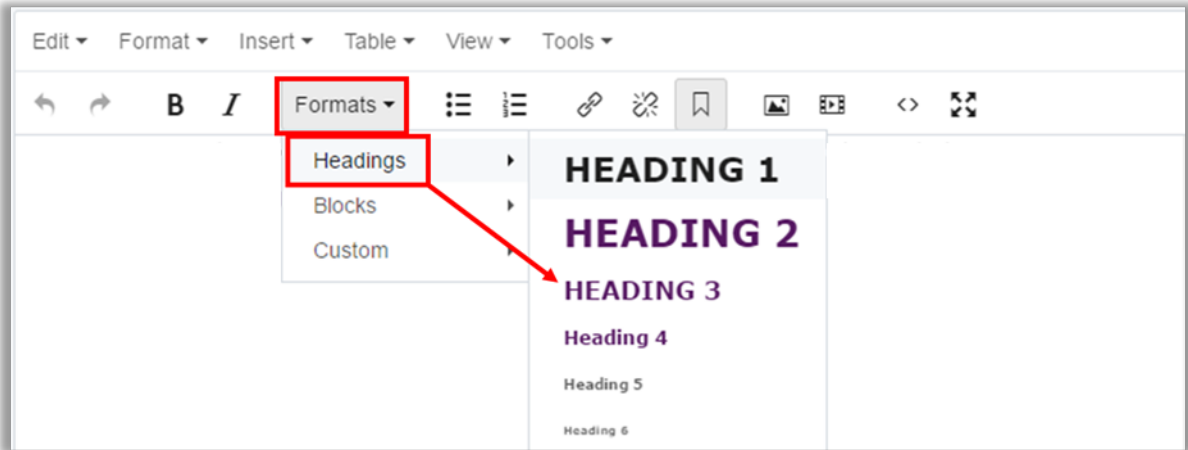 Edit Format Insert Table View Tools
B I Formats
Headings
Blocks
Custom
HEADING 1
HEADING 2
HEADING 3
Heading 4
Heading 5
Heading 6